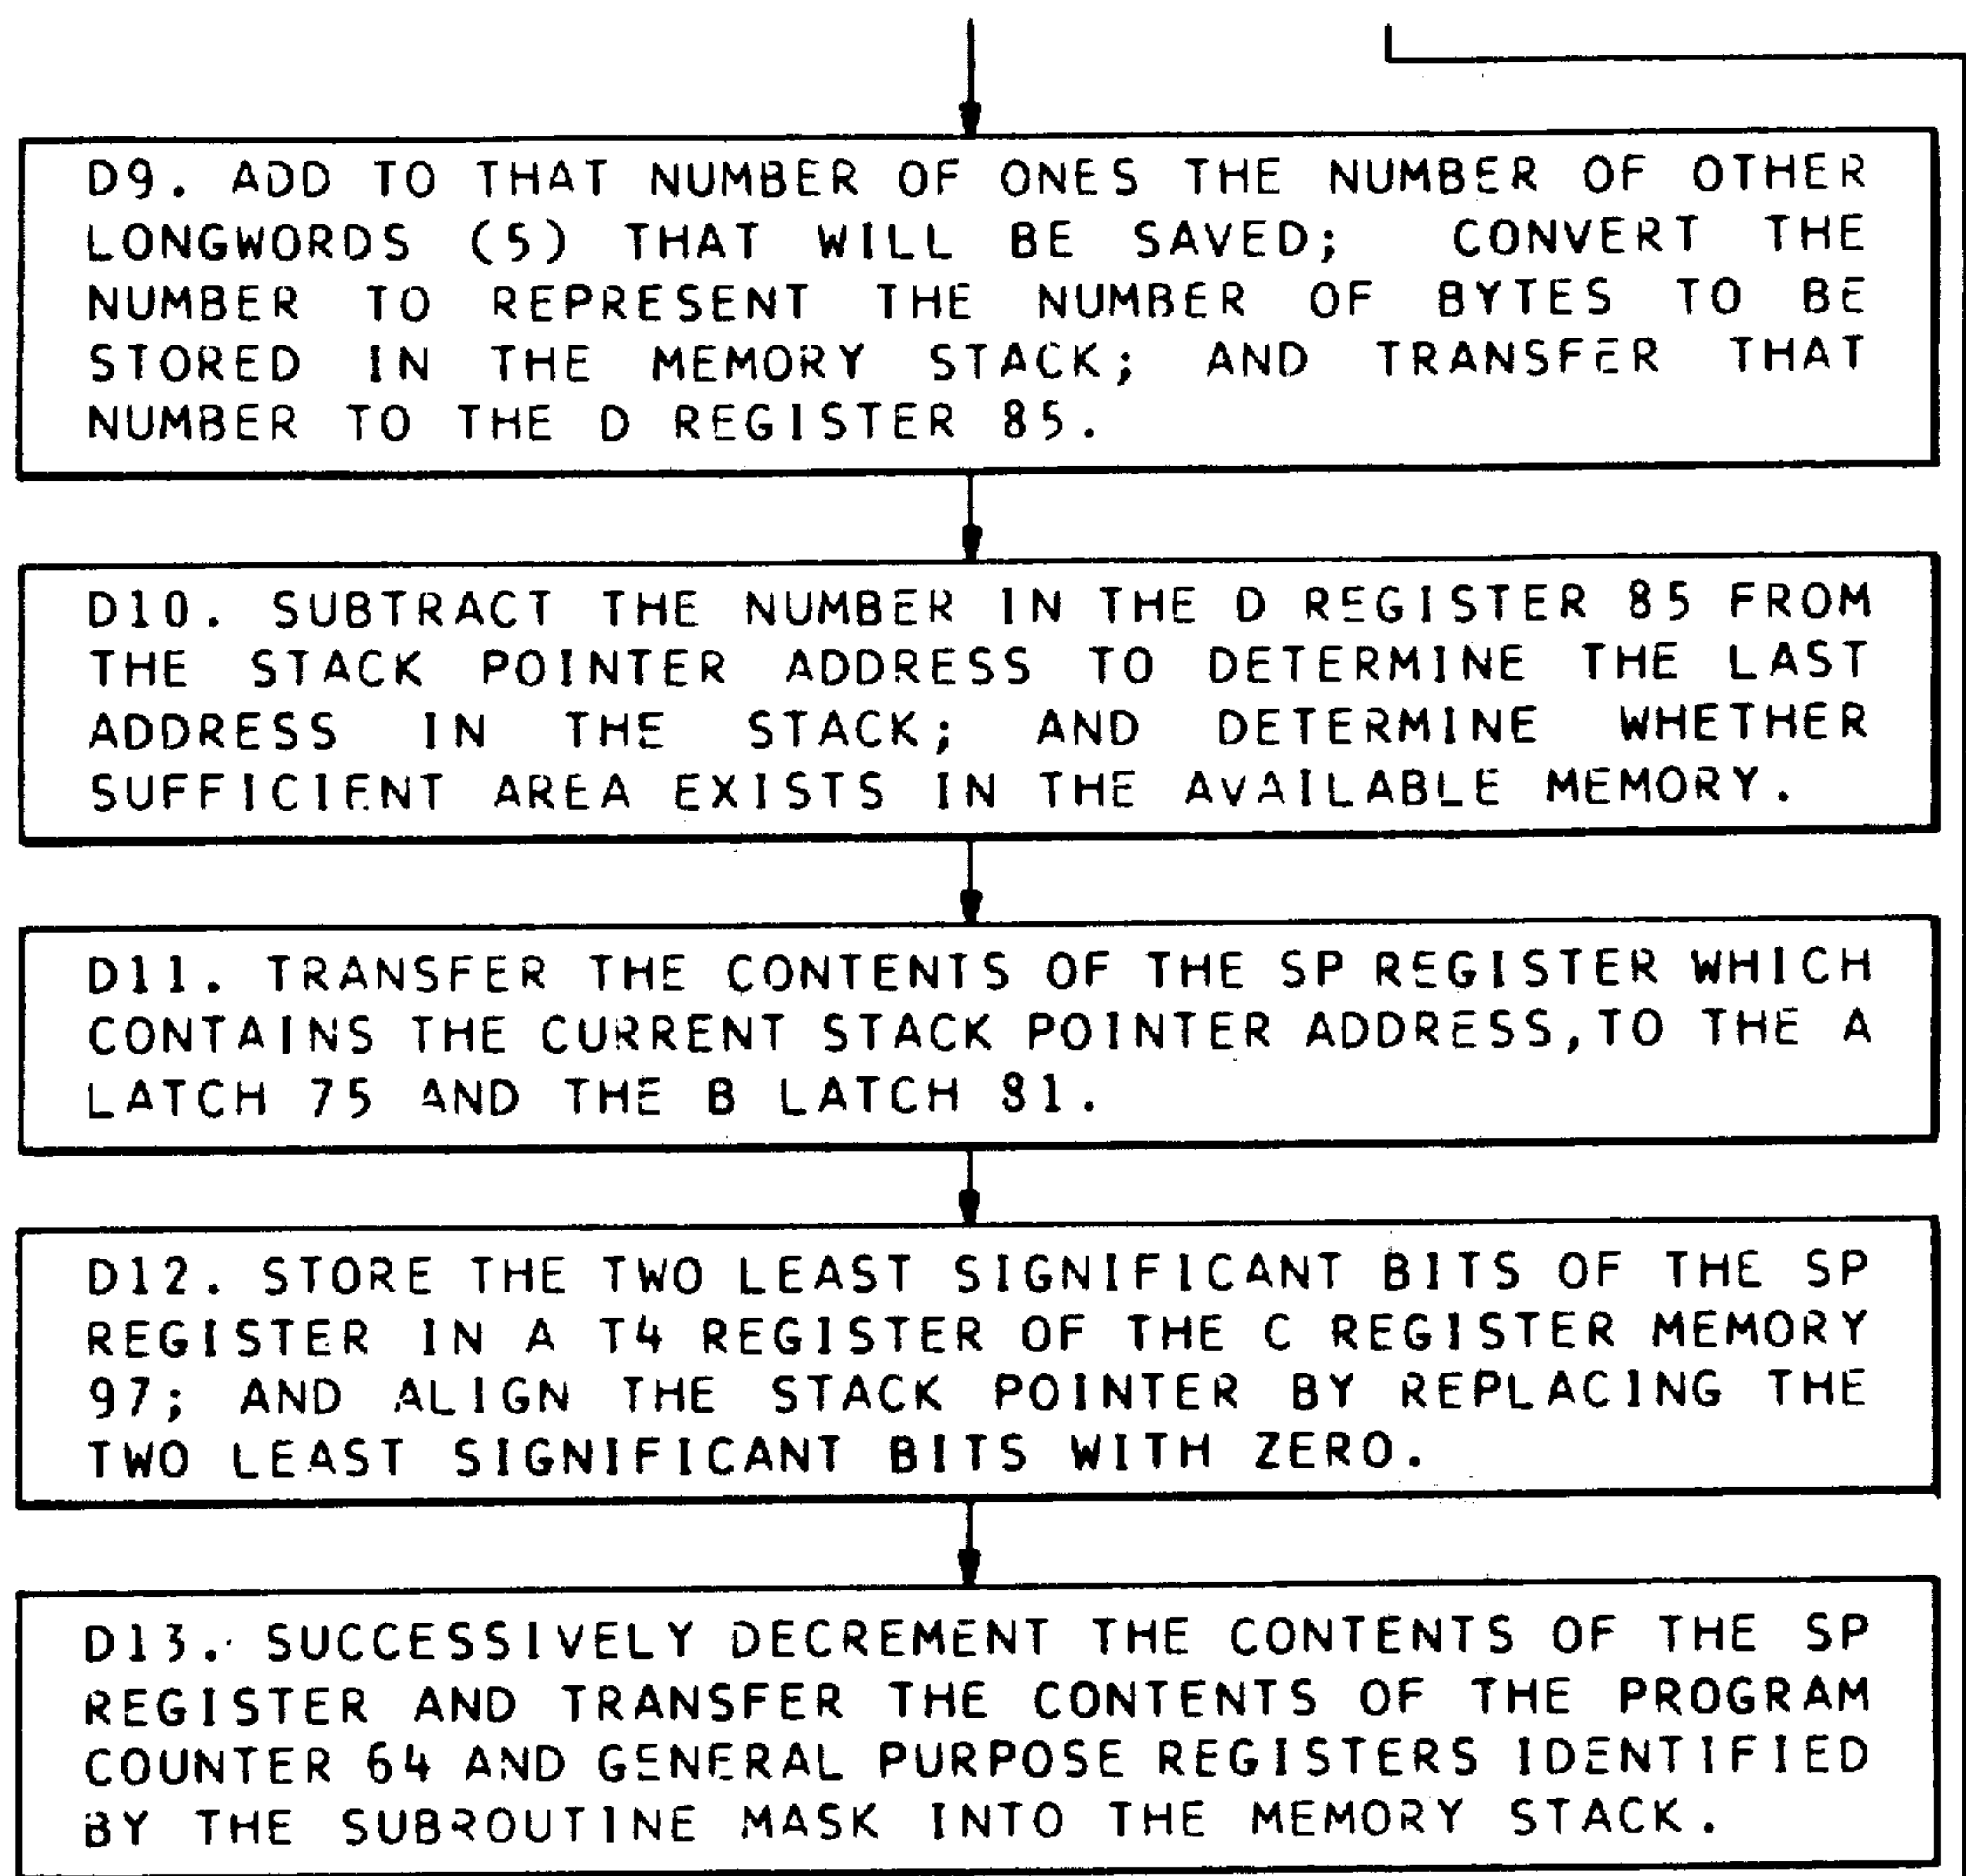 D9. ADD TO THAT NUMBER OF ONES THE NUMBER OF OTHER
LONGWORDS (5) THAT WILL BE SAVED; CONVERT THE
NUMBER TO REPRESENT THE NUMBER OF BYTES TO BE
STORED IN THE MEMORY STACK; AND TRANSFER THAT
NUMBER TO THE D REGISTER 85.
D10. SUBTRACT THE NUMBER IN THE D REGISTER 85 FROM
THE STACK POINTER ADDRESS TO DETERMINE THE LAST
ADDRESS IN THE STACK; AND DETERMINE WHETHER
SUFFICIENT AREA EXISTS IN THE AVAILABLE MEMORY.
D11. TRANSFER THE CONTENTS OF THE SP REGISTER WHICH
CONTAINS THE CURRENT STACK POINTER ADDRESS,TO THE A
LATCH 75 AND THE B LATCH 81.
D12. STORE THE TWO LEAST SIGNIFICANT BITS OF THE SP
REGISTER IN A T4 REGISTER OF THE C REGISTER MEMORY
97; AND ALIGN THE STACK POINTER BY REPLACING THE
TWO LEAST SIGNIFICANT BITS WITH ZERO.
D13. SUCCESSIVELY DECREMENT THE CONTENTS OF THE SP
REGISTER AND TRANSFER THE CONTENTS OF THE PROGRAM
COUNTER 64 AND GENERAL PURPOSE REGISTERS IDENTIFIED
BY THE SUBROUTINE MASK INTO THE MEMORY STACK.